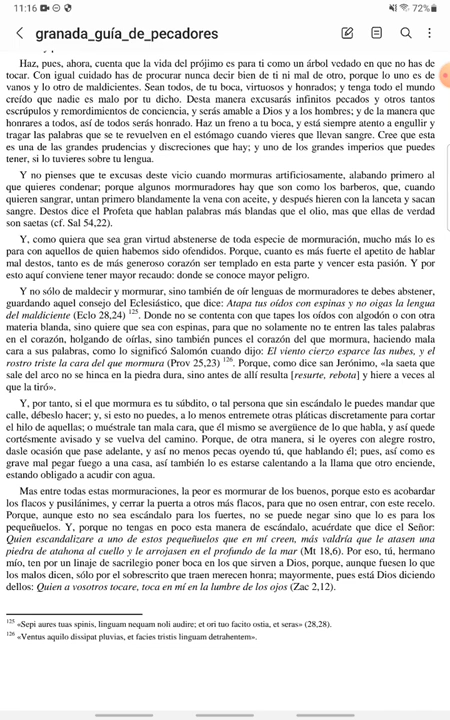 11:16
72%
granada_guía_de_pecadores
Haz, pues, ahora, cuenta que la vida del prójimo es para ti como un árbol vedado en que no has de
tocar. Con igual cuidado has de procurar nunca decir bien de ti ni mal de otro, porque lo uno es de
vanos y lo otro de maldicientes. Sean todos, de tu boca, virtuosos y honrados; y tenga todo el mundo
creído que nadie es malo por tu dicho. Desta manera excusarás infinitos pecados y otros tantos
escrúpulos y remordimientos de conciencia, y serás amable a Dios y a los hombres; y de la manera que
honrares a todos, así de todos serás honrado. Haz un freno a tu boca, y está siempre atento a engullir y
tragar las palabras que se te revuelven en el estómago cuando vieres que llevan sangre. Cree que esta
es una de las grandes prudencias y discreciones que hay; y uno de los grandes imperios que puedes
tener, si lo tuvieres sobre tu lengua.
Y no pienses que te excusas deste vicio cuando murmuras artificiosamente, alabando primero al
que quieres condenar; porque algunos murmuradores hay que son como los barberos, que, cuando
quieren sangrar, untan primero blandamente la vena con aceite, y después hieren con la lanceta y sacan
sangre. Destos dice el Profeta que hablan palabras más blandas que el olio, mas que ellas de verdad
son saetas (cf. Sal 54,22).
Y, como quiera que sea gran virtud abstenerse de toda especie de murmuración, mucho más lo es
para con aquellos de quien habemos sido ofendidos. Porque, cuanto es más fuerte el apetito de hablar
mal destos, tanto es de más generoso corazón ser templado en esta parte y vencer esta pasión. Y por
esto aquí conviene tener mayor recaudo: donde se conoce mayor peligro.
Y no sólo de maldecir y murmurar, sino también de oír lenguas de murmuradores te debes abstener,
guardando aquel consejo del Eclesiástico, que dice: Atapa tus oídos con espinas y no oigas la lengua
del maldiciente (Eclo 28,24) 125. Donde no se contenta con que tapes los oídos con algodón o con otra
materia blanda, sino quiere que sea con espinas, para que no solamente no te entren las tales palabras
en el corazón, holgando de oírlas, sino también punces el corazón del que murmura, haciendo mala
cara a sus palabras, como lo significó Salomón cuando dijo: El viento cierzo esparce las nubes, y el
rostro triste la cara del que murmura (Prov 25,23) 126. Porque, como dice san Jerónimo, «la saeta que
sale del arco no se hinca en la piedra dura, sino antes de allí resulta [resurte, rebota] y hiere a veces al
que la tiró».
Y, por tanto, si el que murmura es tu súbdito, o tal persona que sin escándalo le puedes mandar que
calle, débeslo hacer; y, si esto no puedes, a lo menos entremete otras pláticas discretamente para cortar
el hilo de aquellas; o muéstrale tan mala cara, que él mismo se avergüence de lo que habla, y así quede
cortésmente avisado y se vuelva del camino. Porque, de otra manera, si le oyeres con alegre rostro,
dasle ocasión que pase adelante, y así no menos pecas oyendo tú, que hablando él; pues, así como es
grave mal pegar fuego a una casa, así también lo es estarse calentando a la llama que otro enciende,
estando obligado a acudir con agua.
Mas entre todas estas murmuraciones, la peor es mormurar de los buenos, porque esto es acobardar
los flacos y pusilánimes, y cerrar la puerta a otros más flacos, para que no osen entrar, con este recelo.
Porque, aunque esto no sea escándalo para los fuertes, no se puede negar sino que lo es para los
pequeñuelos. Y, porque no tengas en poco esta manera de escándalo, acuérdate que dice el Señor:
Quien escandalizare a uno de estos pequeñuelos que en mí creen, más valdría que le atasen una
piedra de atahona al cuello y le arrojasen en el profundo de la mar (Mt 18,6). Por eso, tú, hermano
mío, ten por un linaje de sacrilegio poner boca en los que sirven a Dios, porque, aunque fuesen lo que
los malos dicen, sólo por el sobrescrito que traen merecen honra; mayormente, pues está Dios diciendo
dellos: Quien a vosotros tocare, toca en mí en la lumbre de los ojos (Zac 2,12).
125 «Sepi aures tuas spinis, linguam nequam noli audire; et ori tuo facito ostia, et seras» (28,28).
126 «Ventus aquilo dissipat pluvias, et facies tristis linguam detrahentem».